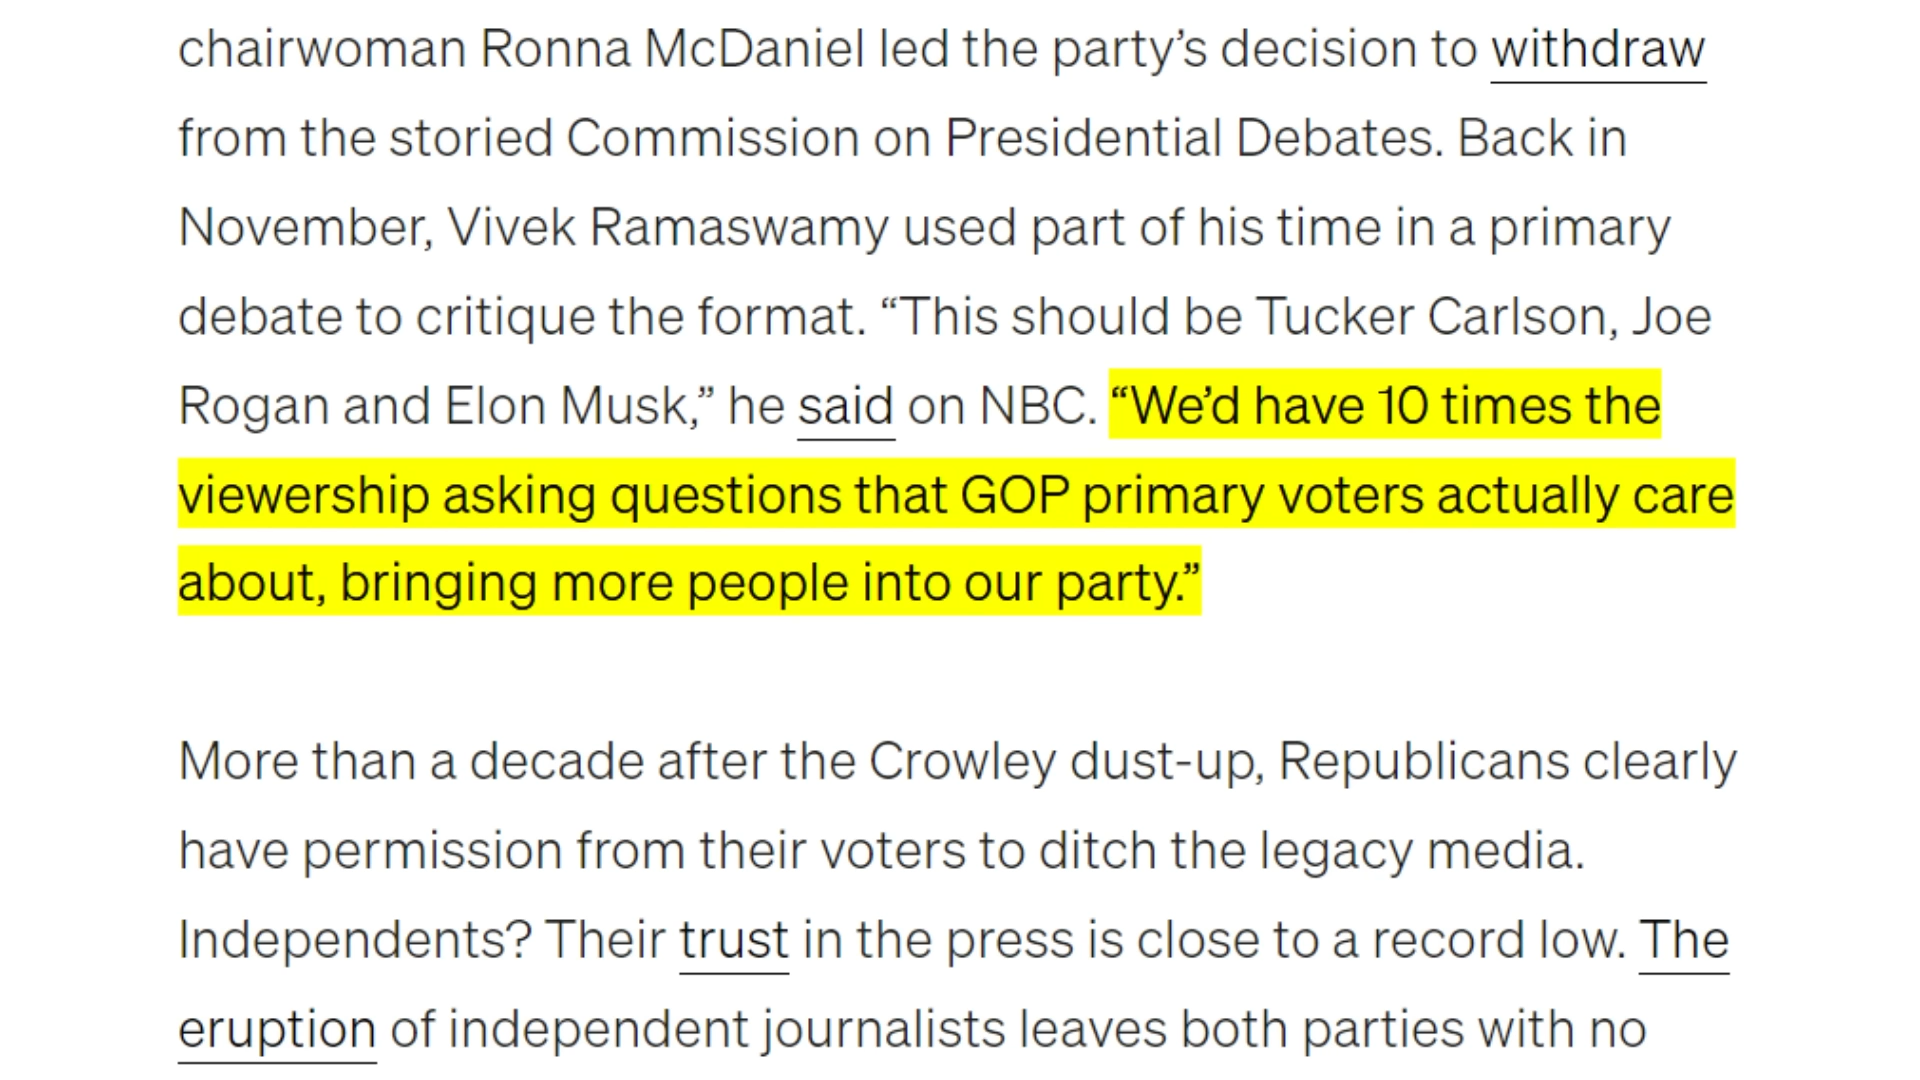 chairwoman Ronna McDaniel led the party’s decision to withdraw
from the storied Commission on Presidential Debates. Back in
November, Vivek Ramaswamy used part of his time in a primary
debate to critique the format. “This should be Tucker Carlson, Joe
Rogan and Elon Musk,” he said on NBC. “We’d have 10 times the
viewership asking questions that GOP primary voters actually care
about, bringing more people into our party.”
More than a decade after the Crowley dust-up, Republicans clearly
have permission from their voters to ditch the legacy media.
Independents? Their trust in the press is close to a record low. The
eruption of independent journalists leaves both parties with no